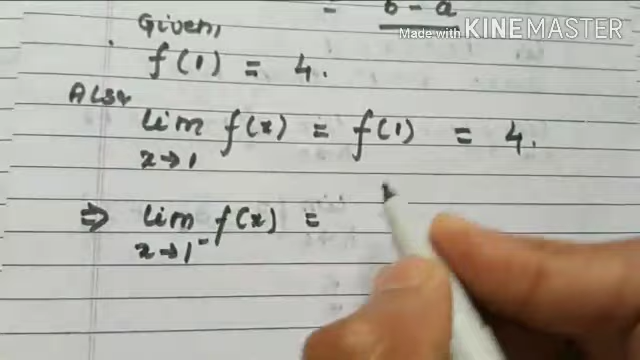 = b - a
Made with KINEMASTER
Given,
f(1) = 4.
Also
lim f(x) = f(1) = 4.
x→1
⇒ lim f(x) =
x→1⁻